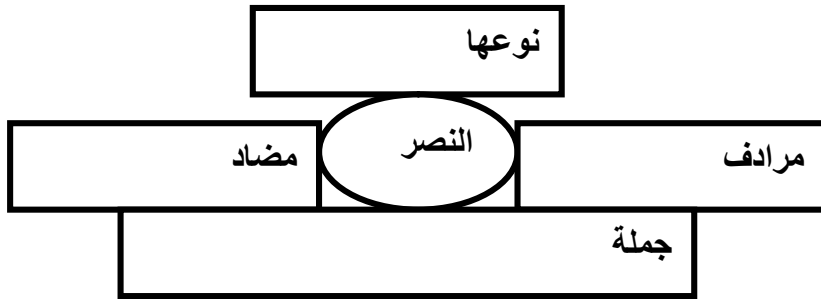 نوعها
مرادف
النصر
مضاد
جملة